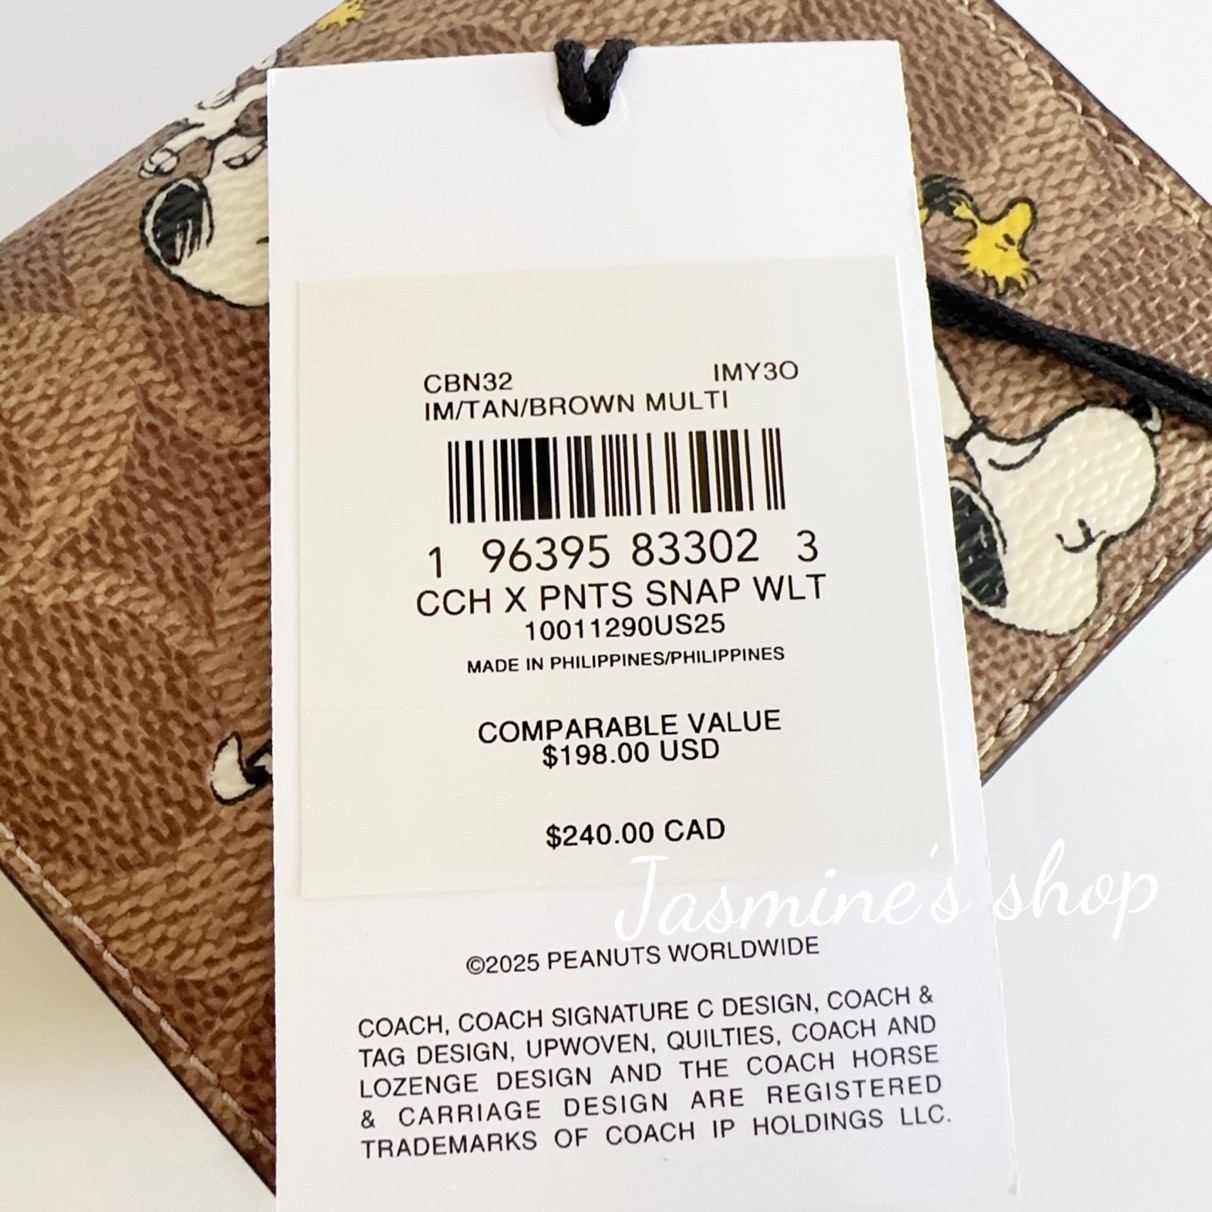 CBN32 IMY3O
IM/TAN/BROWN MULTI
1 96395 83302 3
CCH X PNTS SNAP WLT
10011290US25
MADE IN PHILIPPINES/PHILIPPINES
COMPARABLE VALUE
$198.00 USD
$240.00 CAD
Jasmine's shop
©2025 PEANUTS WORLDWIDE
COACH, COACH SIGNATURE C DESIGN, COACH &
TAG DESIGN, UPWOVEN, QUILTIES, COACH AND
LOZENGE DESIGN AND THE COACH HORSE
& CARRIAGE DESIGN ARE REGISTERED
TRADEMARKS OF COACH IP HOLDINGS LLC.